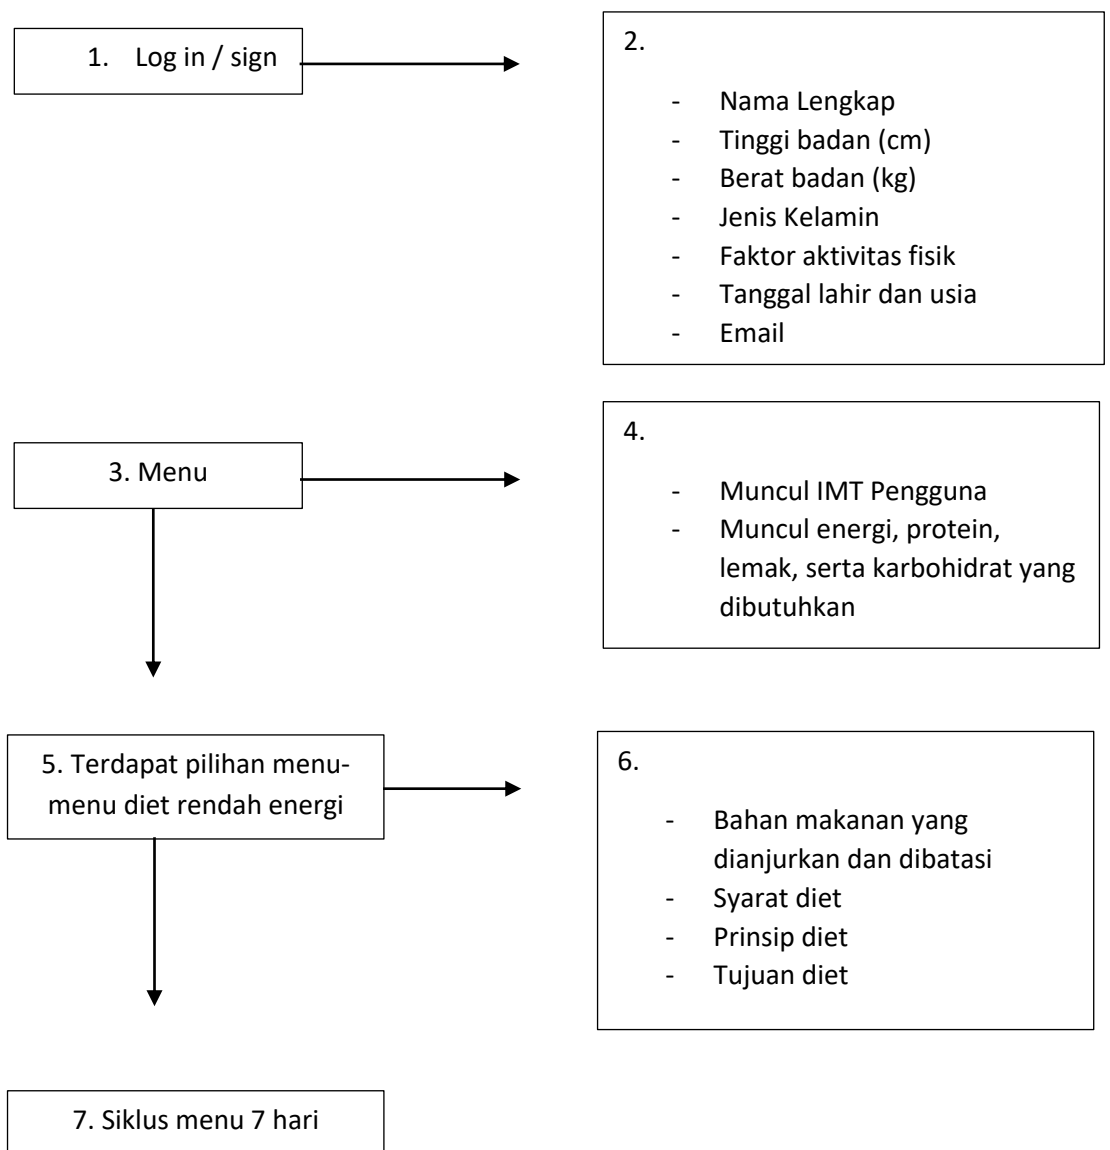 1. Log in / sign
2.
- Nama Lengkap
- Tinggi badan (cm)
- Berat badan (kg)
- Jenis Kelamin
- Faktor aktivitas fisik
- Tanggal lahir dan usia
- Email
3. Menu
4.
- Muncul IMT Pengguna
- Muncul energi, protein,
lemak, serta karbohidrat yang
dibutuhkan
5. Terdapat pilihan menu-
menu diet rendah energi
6.
- Bahan makanan yang
dianjurkan dan dibatasi
- Syarat diet
- Prinsip diet
- Tujuan diet
7. Siklus menu 7 hari